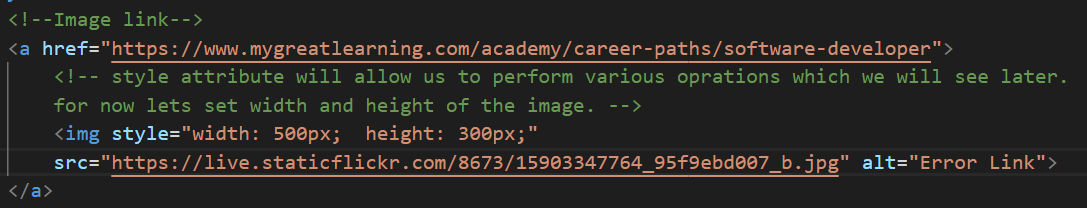 <!--Image link-->
<a href="https://www.mygreatlearning.com/academy/career-paths/software-developer">
<!-- style attribute will allow us to perform various oprations which we will see later.
for now lets set width and height of the image. -->
<img style="width: 500px;  height: 300px;"
src="https://live.staticflickr.com/8673/15903347764_95f9ebd007_b.jpg" alt="Error Link">
</a>